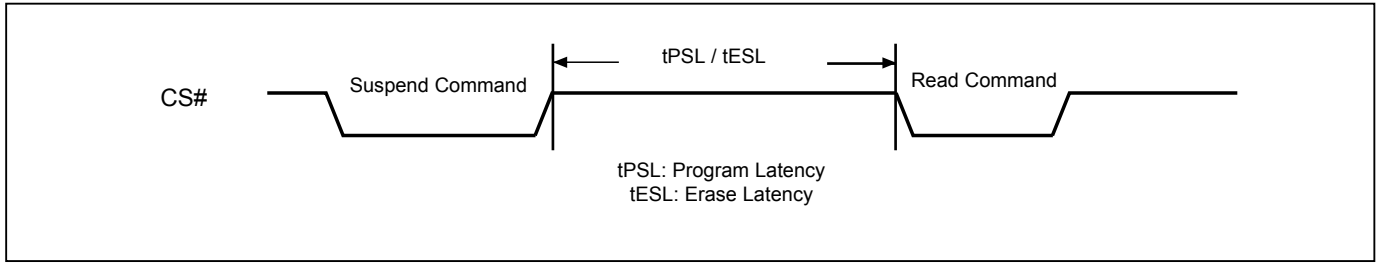 tPSL / tESL
Suspend Command
Read Command
CS#
tPSL: Program Latency
tESL: Erase Latency